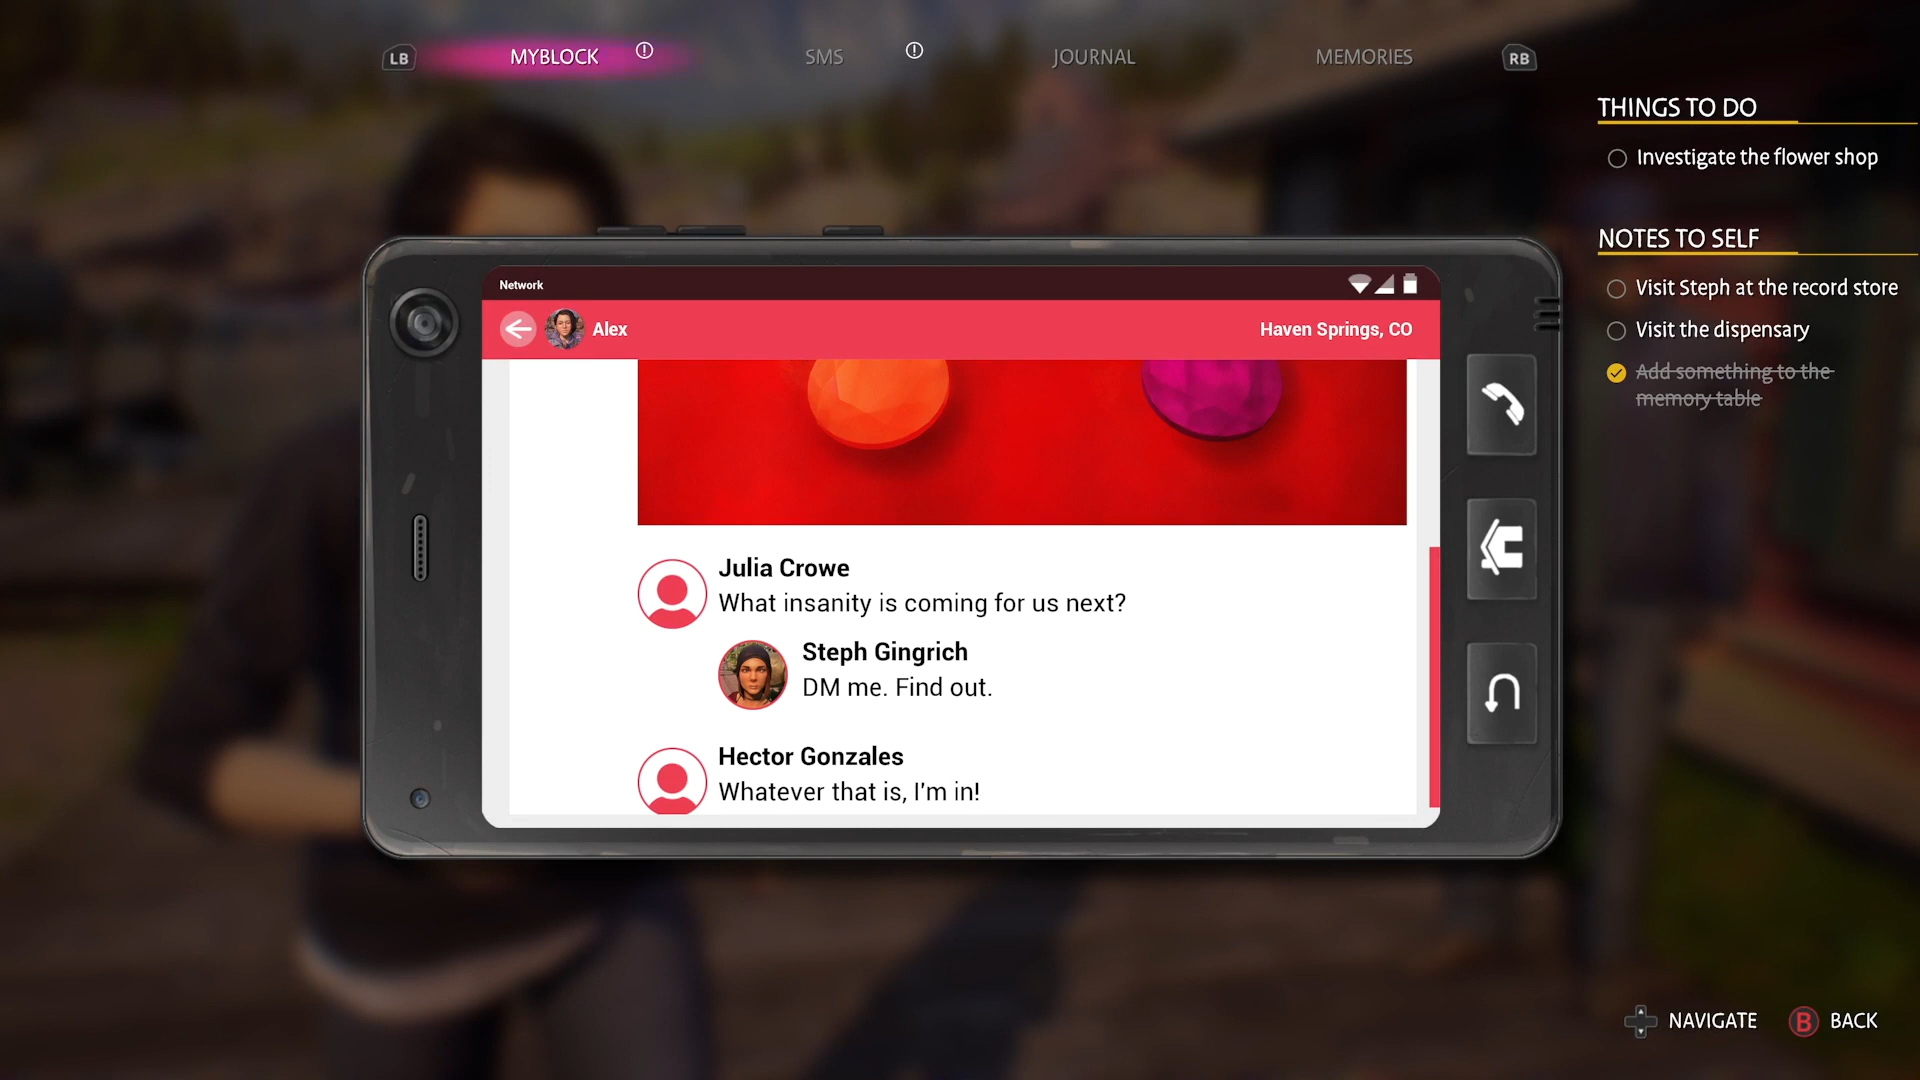 LB
MYBLOCK
SMS
JOURNAL
MEMORIES
RB
THINGS TO DO
Investigate the flower shop
NOTES TO SELF
Visit Steph at the record store
Visit the dispensary
Add something to the
memory table
Network
Alex
Haven Springs, CO
Julia Crowe
What insanity is coming for us next?
Steph Gingrich
DM me. Find out.
Hector Gonzales
Whatever that is, I'm in!
NAVIGATE
B BACK